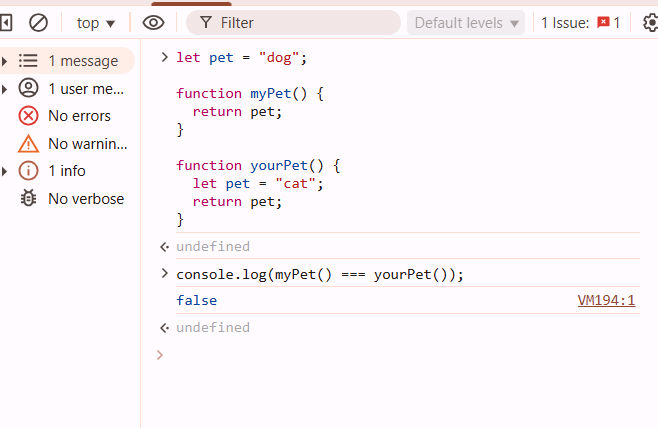 top Filter Default levels 1 Issue: 1
1 message
1 user me...
No errors
No warnin...
1 info
No verbose
let pet = "dog";
function myPet() {
  return pet;
}
function yourPet() {
  let pet = "cat";
  return pet;
}
undefined
console.log(myPet() === yourPet());
false VM194:1
undefined